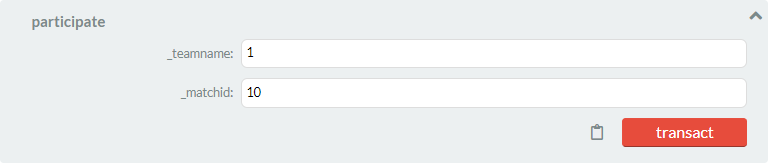 participate
_teamname: 1
_matchid: 10
transact